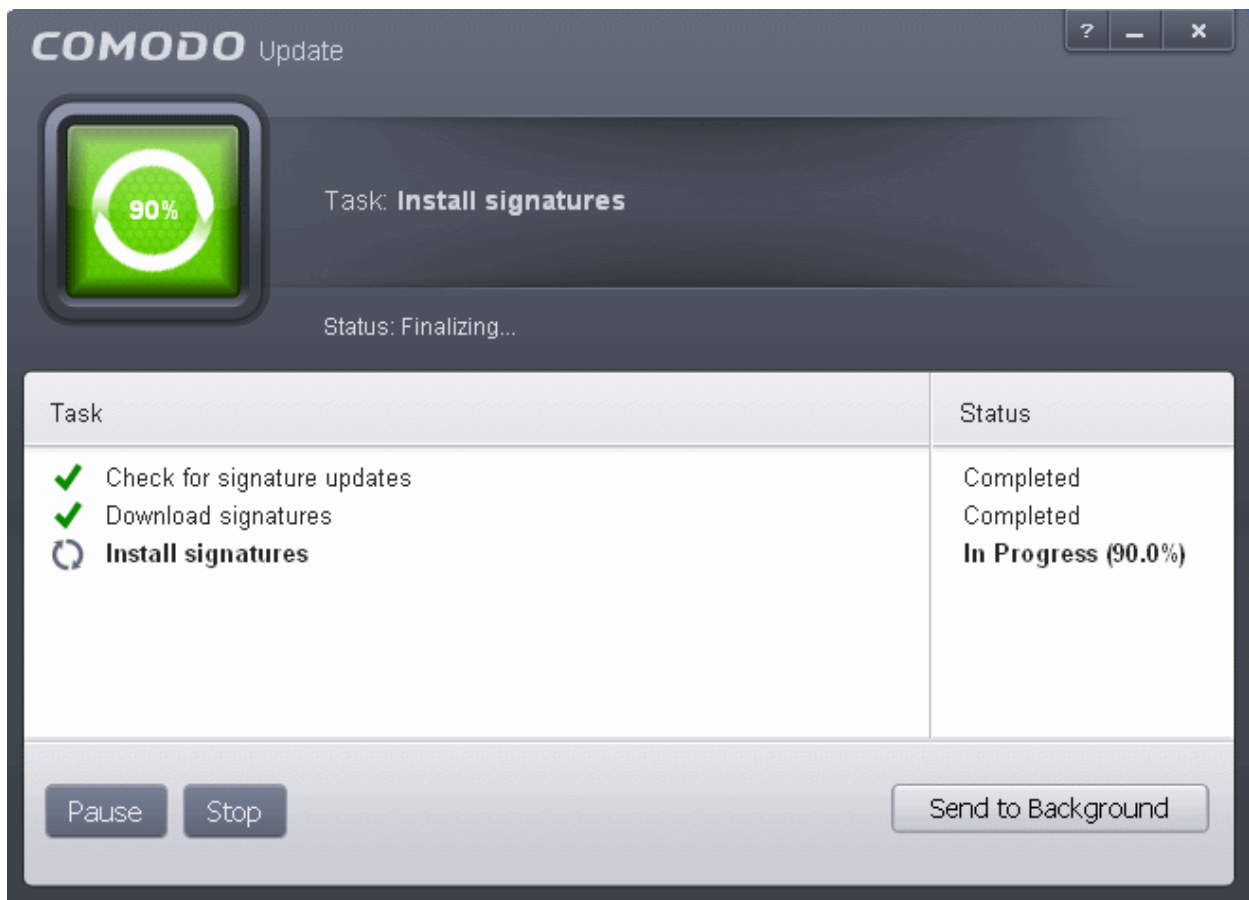 COMODO Update
? _ ×
90%
Task: Install signatures
Status: Finalizing...
Task Status
Check for signature updates Completed
Download signatures Completed
Install signatures In Progress (90.0%)
Pause Stop Send to Background